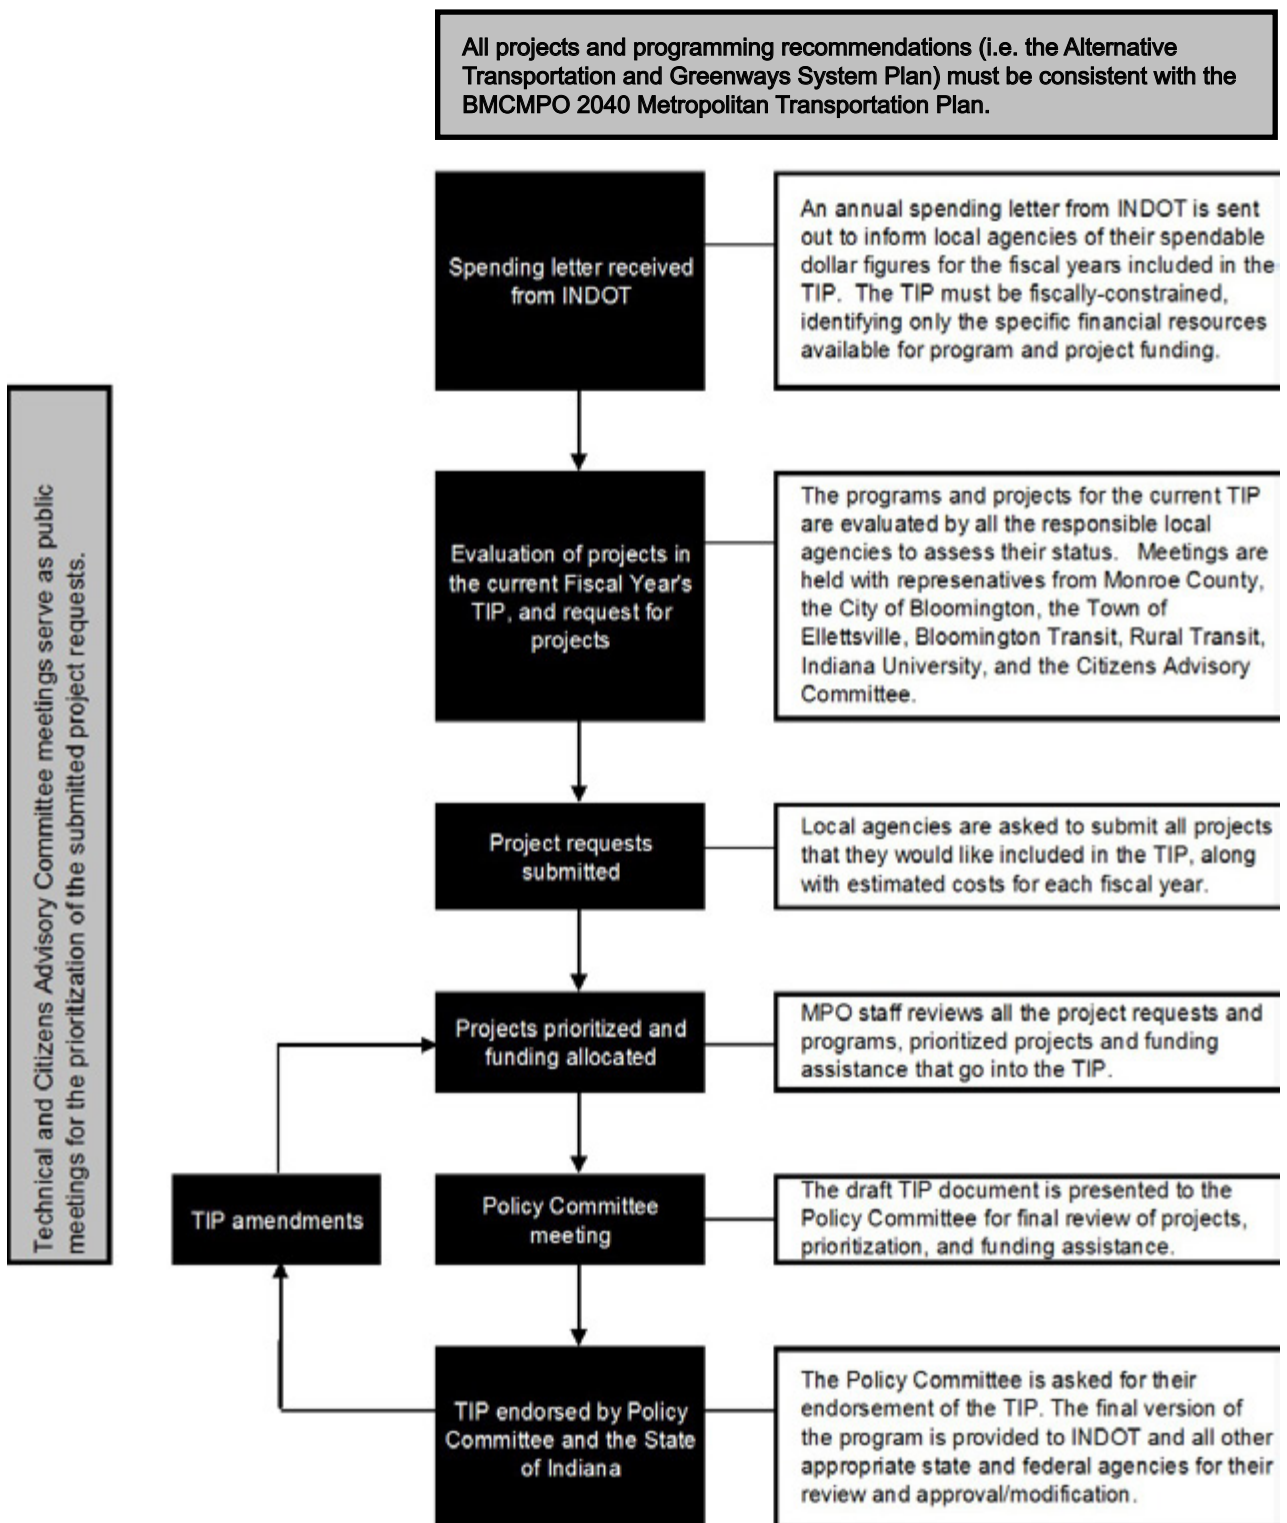 All projects and programming recommendations (i.e. the Alternative
Transportation and Greenways System Plan) must be consistent with the
BMCMPO 2040 Metropolitan Transportation Plan.
Spending letter received
from INDOT
An annual spending letter from INDOT is sent
out to inform local agencies of their spendable
dollar figures for the fiscal years included in the
TIP.  The TIP must be fiscally-constrained,
identifying only the specific financial resources
available for program and project funding.
Technical and Citizens Advisory Committee meetings serve as public
meetings for the prioritization of the submitted project requests.
Evaluation of projects in
the current Fiscal Year's
TIP, and request for
projects
The programs and projects for the current TIP
are evaluated by all the responsible local
agencies to assess their status.   Meetings are
held with represenatives from Monroe County,
the City of Bloomington, the Town of
Ellettsville, Bloomington Transit, Rural Transit,
Indiana University, and the Citizens Advisory
Committee.
Project requests
submitted
Local agencies are asked to submit all projects
that they would like included in the TIP, along
with estimated costs for each fiscal year.
Projects prioritized and
funding allocated
MPO staff reviews all the project requests and
programs, prioritized projects and funding
assistance that go into the TIP.
TIP amendments
Policy Committee
meeting
The draft TIP document is presented to the
Policy Committee for final review of projects,
prioritization, and funding assistance.
TIP endorsed by Policy
Committee and the State
of Indiana
The Policy Committee is asked for their
endorsement of the TIP. The final version of
the program is provided to INDOT and all other
appropriate state and federal agencies for their
review and approval/modification.